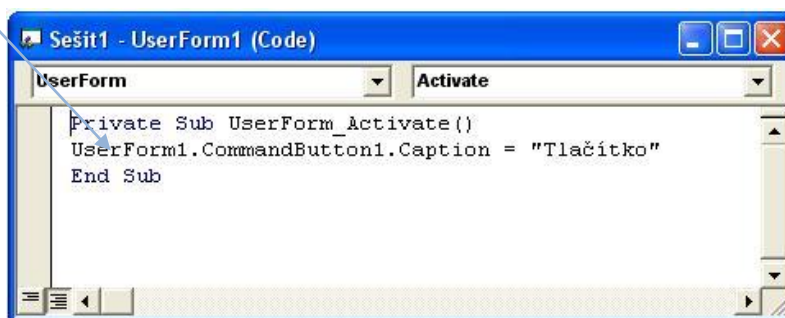 Sešit1 - UserForm1 (Code)
UserForm Activate
Private Sub UserForm_Activate()
UserForm1.CommandButton1.Caption = "Tlačítko"
End Sub